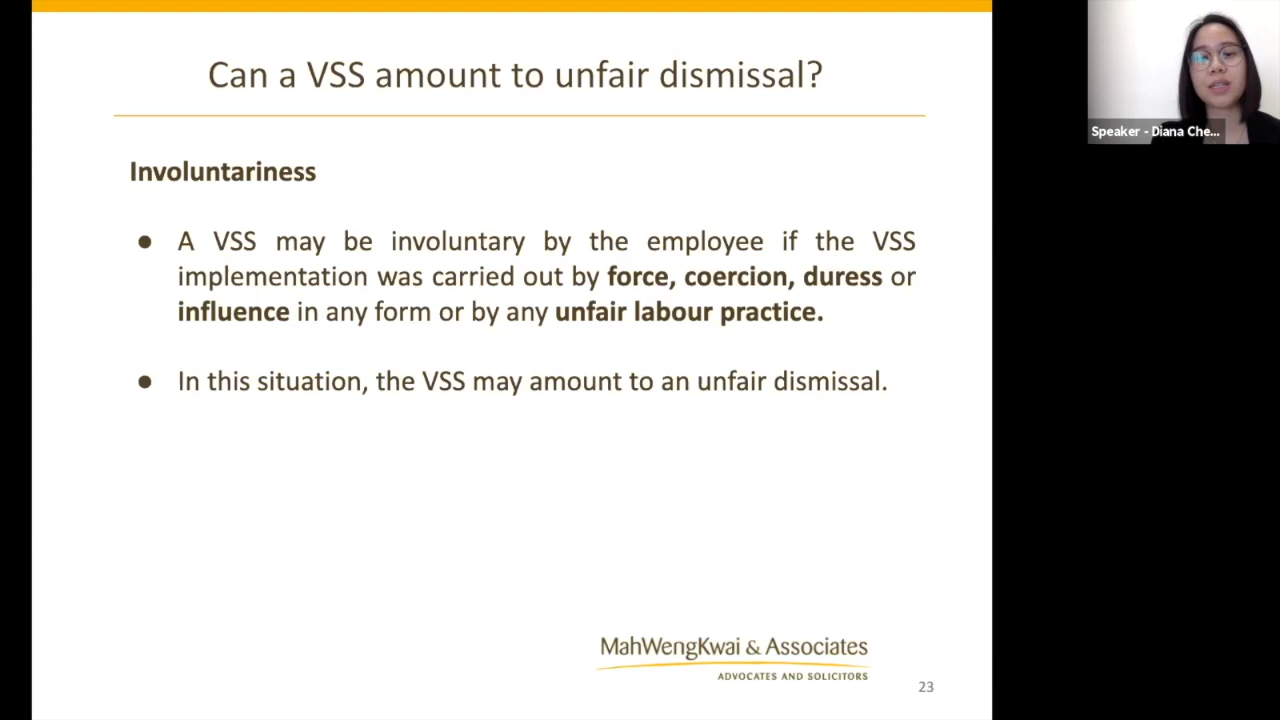 Can a VSS amount to unfair dismissal?
Involuntariness
● A VSS may be involuntary by the employee if the VSS
implementation was carried out by force, coercion, duress or
influence in any form or by any unfair labour practice.
● In this situation, the VSS may amount to an unfair dismissal.
MahWengKwai & Associates
ADVOCATES AND SOLICITORS
23
Speaker - Diana Che...